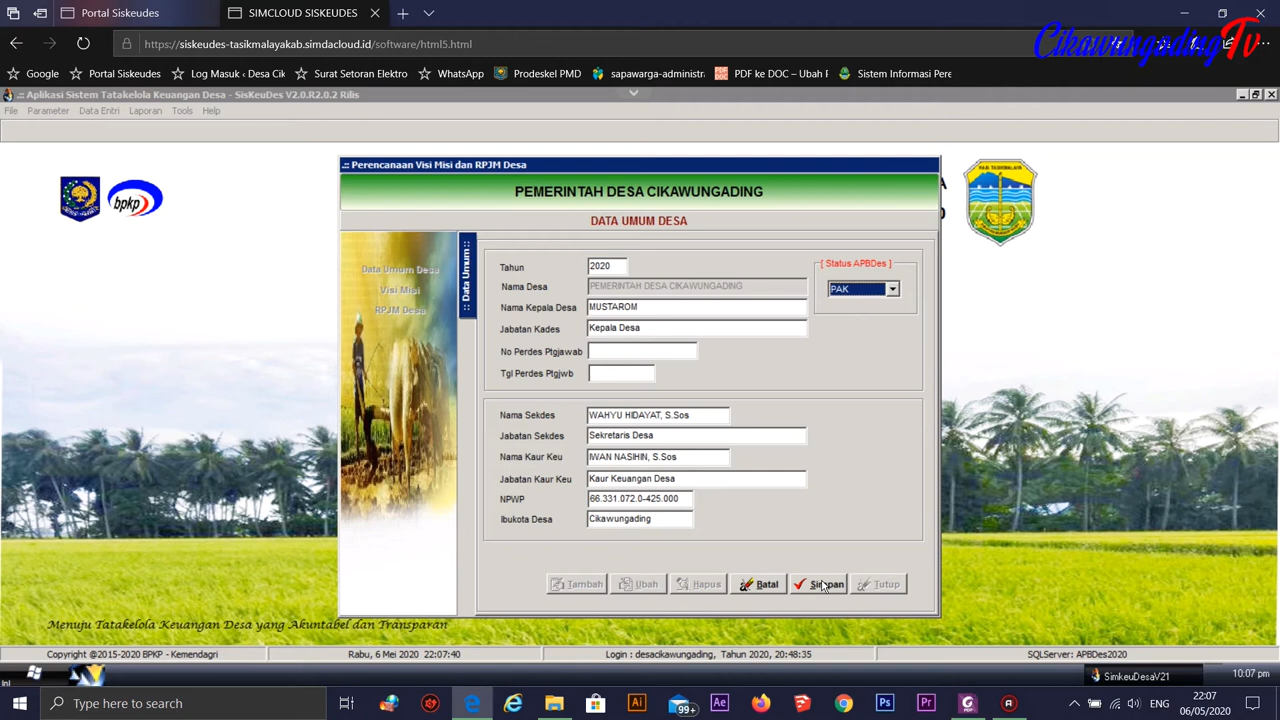 Portal Siskeudes
SIMCLOUD SISKEUDES
Cikawungading Tv
https://siskeudes-tasikmalayakab.simdacloud.id/software/html5.html
Google
Portal Siskeudes
Log Masuk ‹ Desa Cik
Surat Setoran Elektro
WhatsApp
Prodeskel PMD
sapawarga-administr
PDF ke DOC – Ubah P
Sistem Informasi Pere
.:: Aplikasi Sistem Tatakelola Keuangan Desa - SisKeuDes V2.0.R2.0.2 Rilis
File Parameter Data Entri Laporan Tools Help
bpkp
.:: Perencanaan Visi Misi dan RPJM Desa
PEMERINTAH DESA CIKAWUNGADING
DATA UMUM DESA
Data Umum Desa
Visi Misi
RPJM Desa
:: Data Umum ::
Tahun 2020
[ Status APBDes ]
PAK
Nama Desa PEMERINTAH DESA CIKAWUNGADING
Nama Kepala Desa MUSTAROM
Jabatan Kades Kepala Desa
No Perdes Ptgjawab
Tgl Perdes Ptgjwb
Nama Sekdes WAHYU HIDAYAT, S.Sos
Jabatan Sekdes Sekretaris Desa
Nama Kaur Keu IWAN NASIHIN, S.Sos
Jabatan Kaur Keu Kaur Keuangan Desa
NPWP 66.331.072.0-425.000
Ibukota Desa Cikawungading
Tambah Ubah Hapus Batal Simpan Tutup
Menuju Tatakelola Keuangan Desa yang Akuntabel dan Transparan
Copyright @2015-2020 BPKP - Kemendagri
Rabu, 6 Mei 2020 22:07:40
Login : desacikawungading, Tahun 2020, 20:48:35
SQLServer: APBDes2020
SimkeuDesaV21
10:07 pm
Type here to search
99+
ENG
22:07
06/05/2020